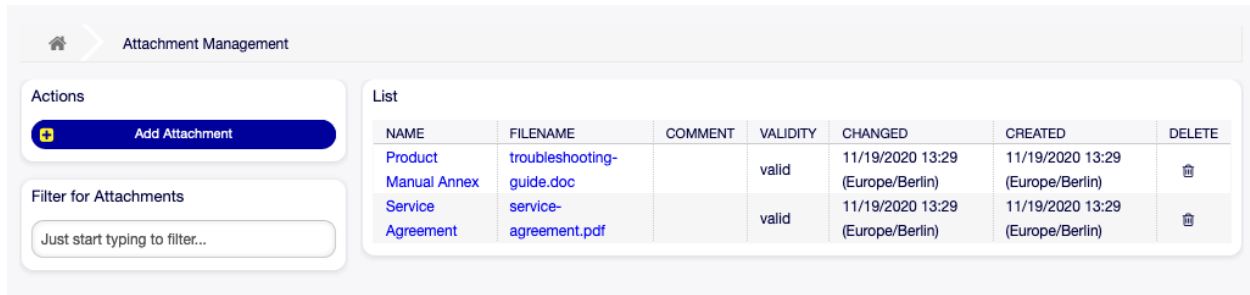 Attachment Management
Actions
Add Attachment
Filter for Attachments
Just start typing to filter...
List
NAME FILENAME COMMENT VALIDITY CHANGED CREATED DELETE
Product troubleshooting- 11/19/2020 13:29 11/19/2020 13:29
valid
Manual Annex guide.doc (Europe/Berlin) (Europe/Berlin)
Service service- 11/19/2020 13:29 11/19/2020 13:29
valid
Agreement agreement.pdf (Europe/Berlin) (Europe/Berlin)